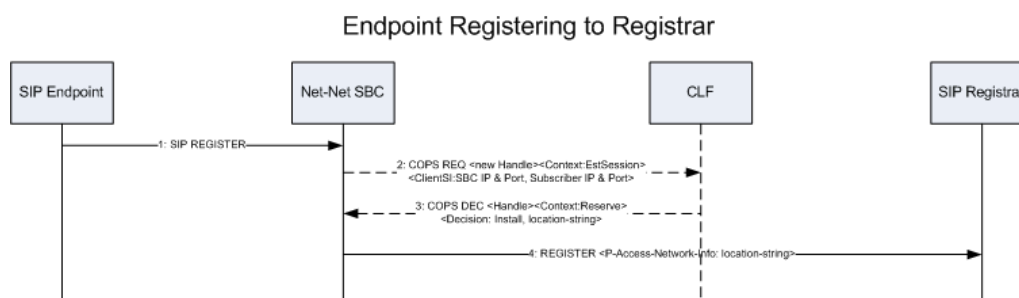 Endpoint Registering to Registrar
SIP Endpoint
Net-Net SBC
CLF
SIP Registra
1: SIP REGISTER
2: COPS REQ <new Handle><Context:EstSession>
<ClientSI:SBC IP & Port, Subscriber IP & Port>
3: COPS DEC <Handle><Context:Reserve>
<Decision: Install, location-string>
4: REGISTER <P-Access-Network-Info: location-string>